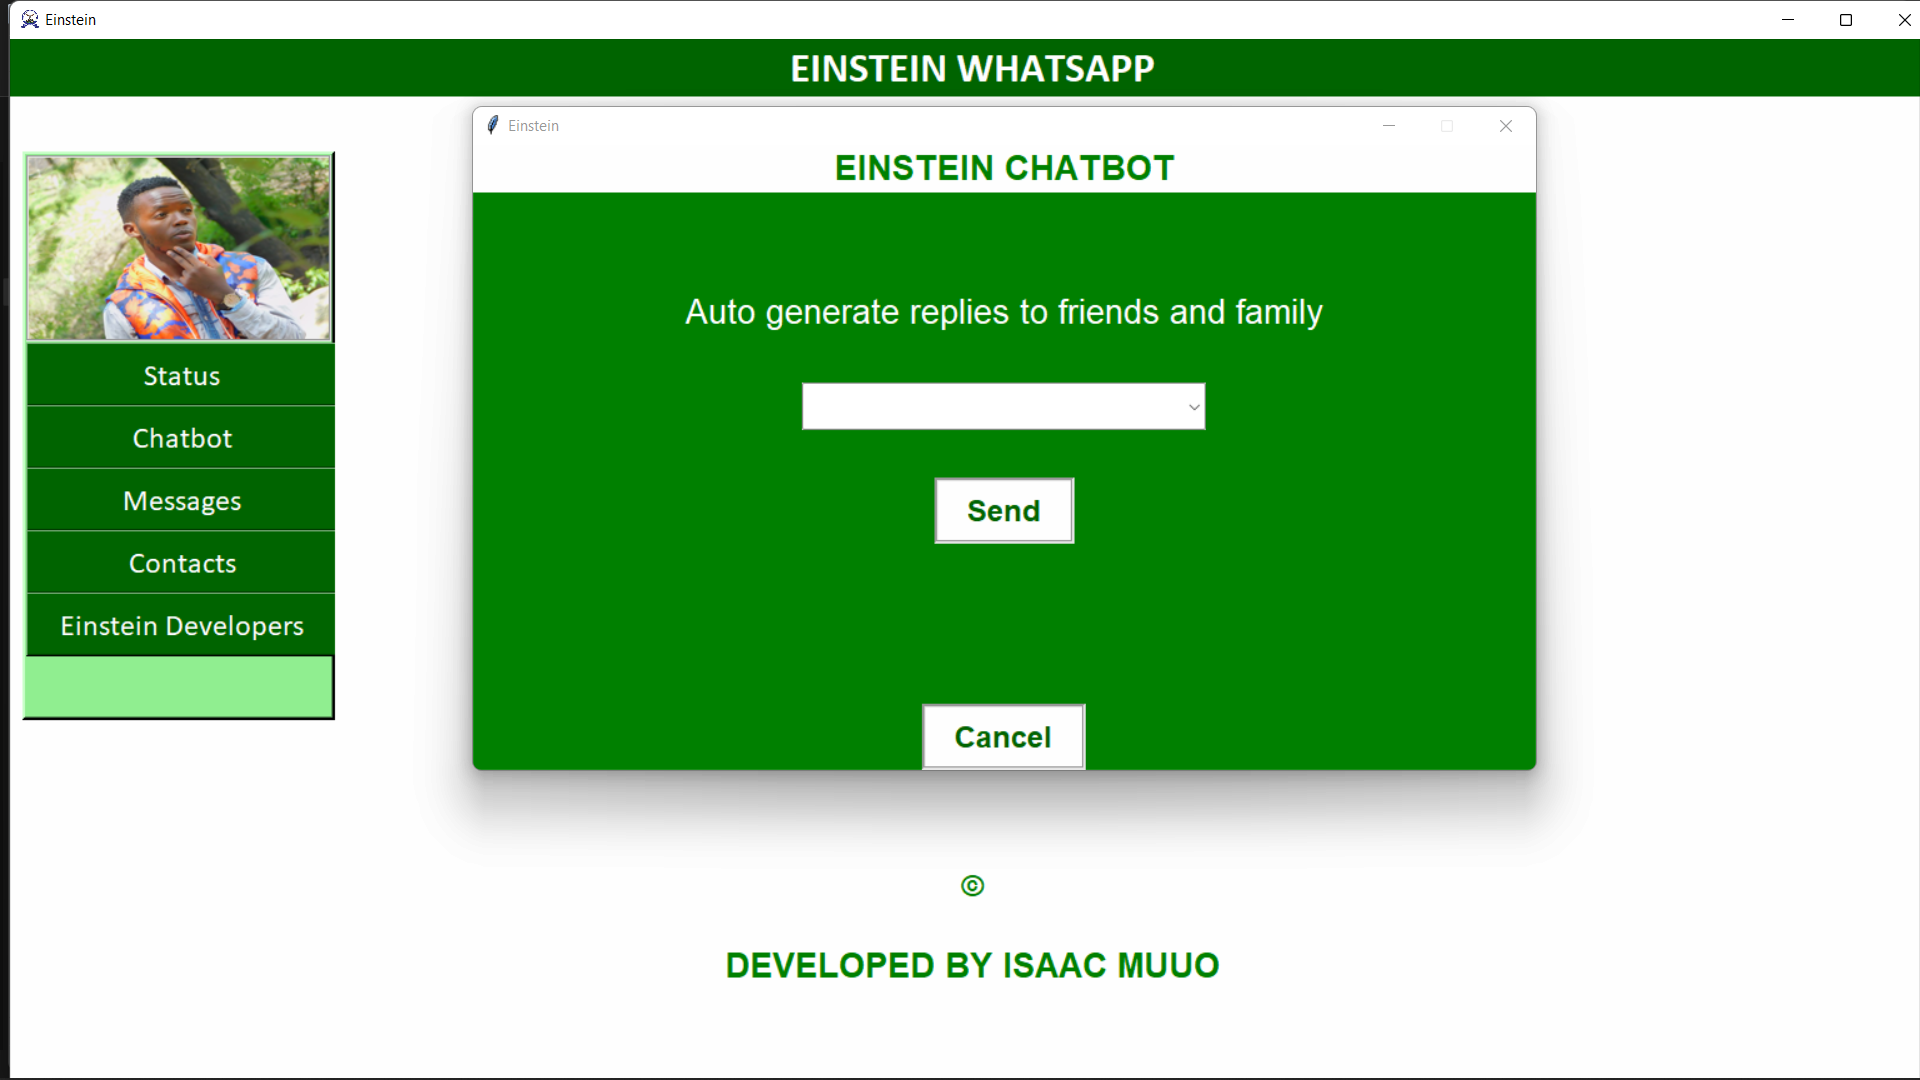 Einstein
EINSTEIN WHATSAPP
Einstein
EINSTEIN CHATBOT
Auto generate replies to friends and family
Send
Cancel
Status
Chatbot
Messages
Contacts
Einstein Developers
©
DEVELOPED BY ISAAC MUUO